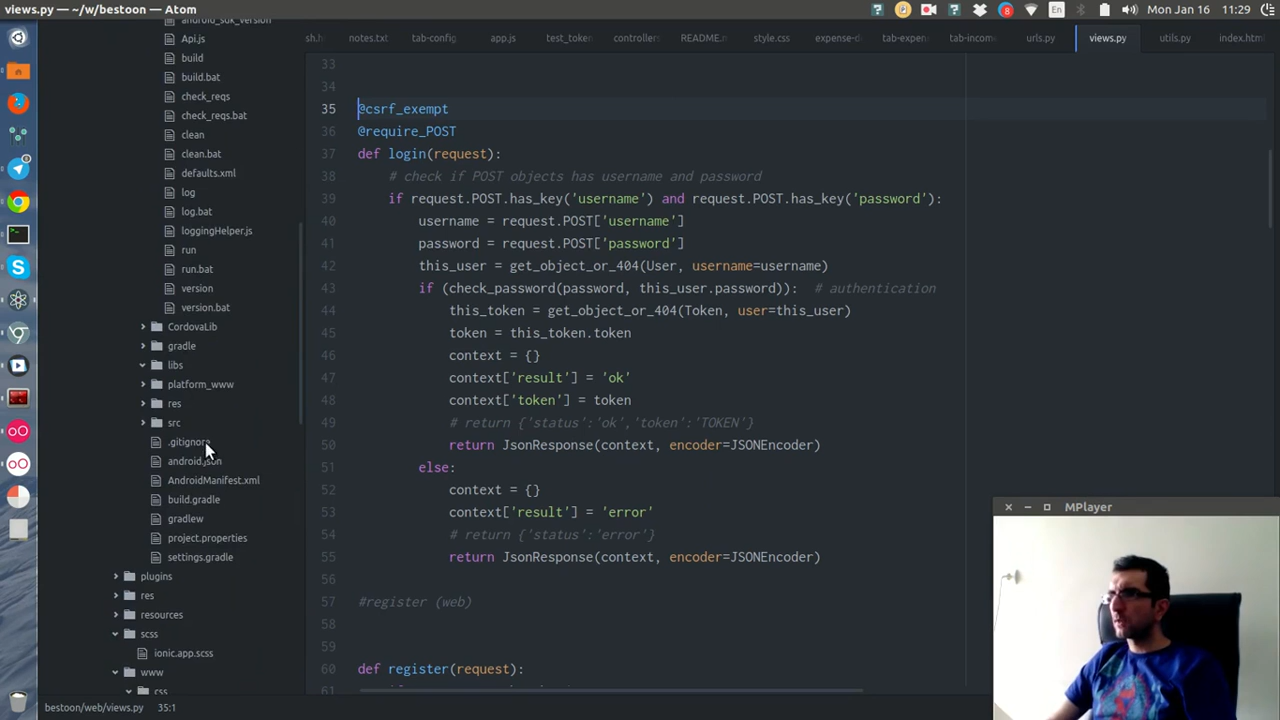 views.py — ~/w/bestoon — Atom
8
En
Mon Jan 16
11:29
sh.h
notes.txt
tab-config.
app.js
test_token
controllers
README.m
style.css
expense-d
tab-expen
tab-incom
urls.py
views.py
utils.py
index.html
android_sdk_version
Api.js
build
build.bat
check_reqs
check_reqs.bat
clean
clean.bat
defaults.xml
log
log.bat
loggingHelper.js
run
run.bat
version
version.bat
CordovaLib
gradle
libs
platform_www
res
src
.gitignore
android.json
AndroidManifest.xml
build.gradle
gradlew
project.properties
settings.gradle
plugins
res
resources
scss
ionic.app.scss
www
css
33
34
35 @csrf_exempt
36 @require_POST
37 def login(request):
38 # check if POST objects has username and password
39 if request.POST.has_key('username') and request.POST.has_key('password'):
40 username = request.POST['username']
41 password = request.POST['password']
42 this_user = get_object_or_404(User, username=username)
43 if (check_password(password, this_user.password)): # authentication
44 this_token = get_object_or_404(Token, user=this_user)
45 token = this_token.token
46 context = {}
47 context['result'] = 'ok'
48 context['token'] = token
49 # return {'status':'ok','token':'TOKEN'}
50 return JsonResponse(context, encoder=JSONEncoder)
51 else:
52 context = {}
53 context['result'] = 'error'
54 # return {'status':'error'}
55 return JsonResponse(context, encoder=JSONEncoder)
56
57 #register (web)
58
59
60 def register(request):
61
MPlayer
bestoon/web/views.py 35:1